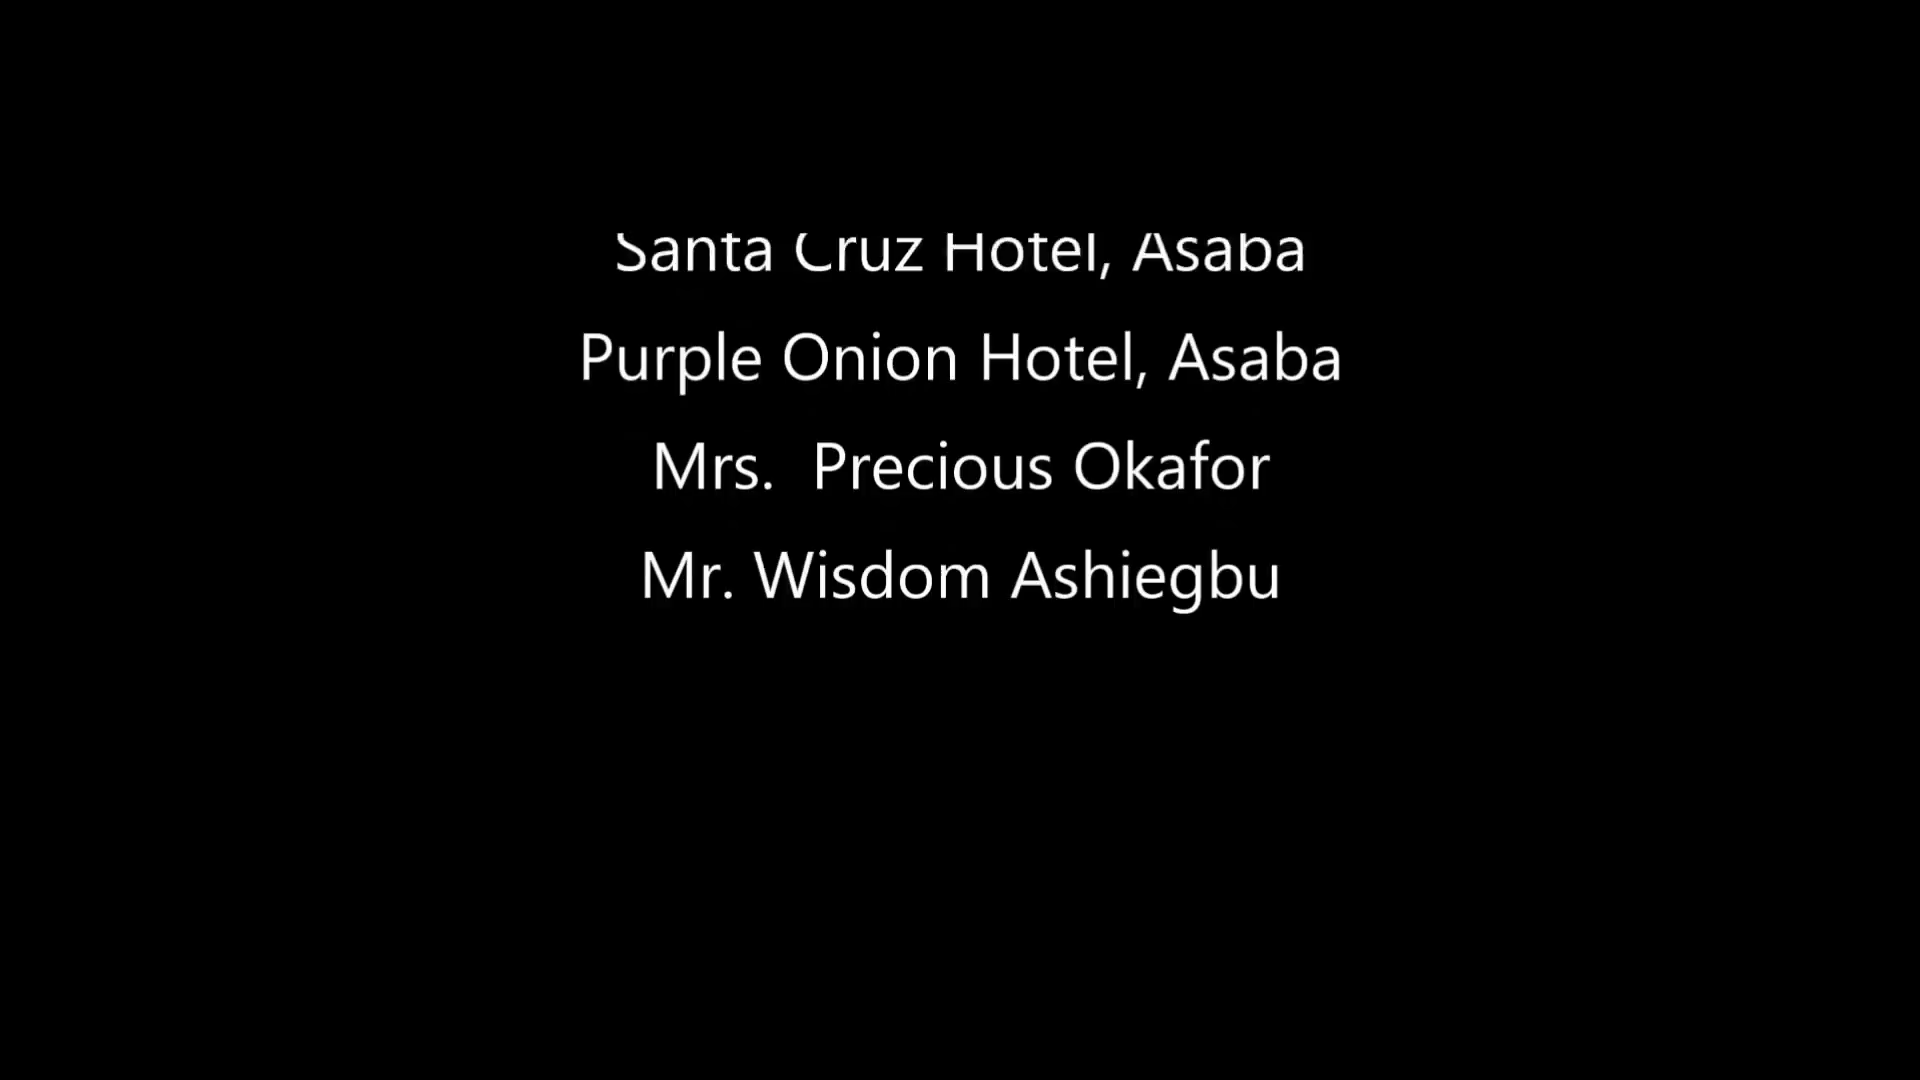 Santa Cruz Hotel, Asaba
Purple Onion Hotel, Asaba
Mrs.  Precious Okafor
Mr. Wisdom Ashiegbu